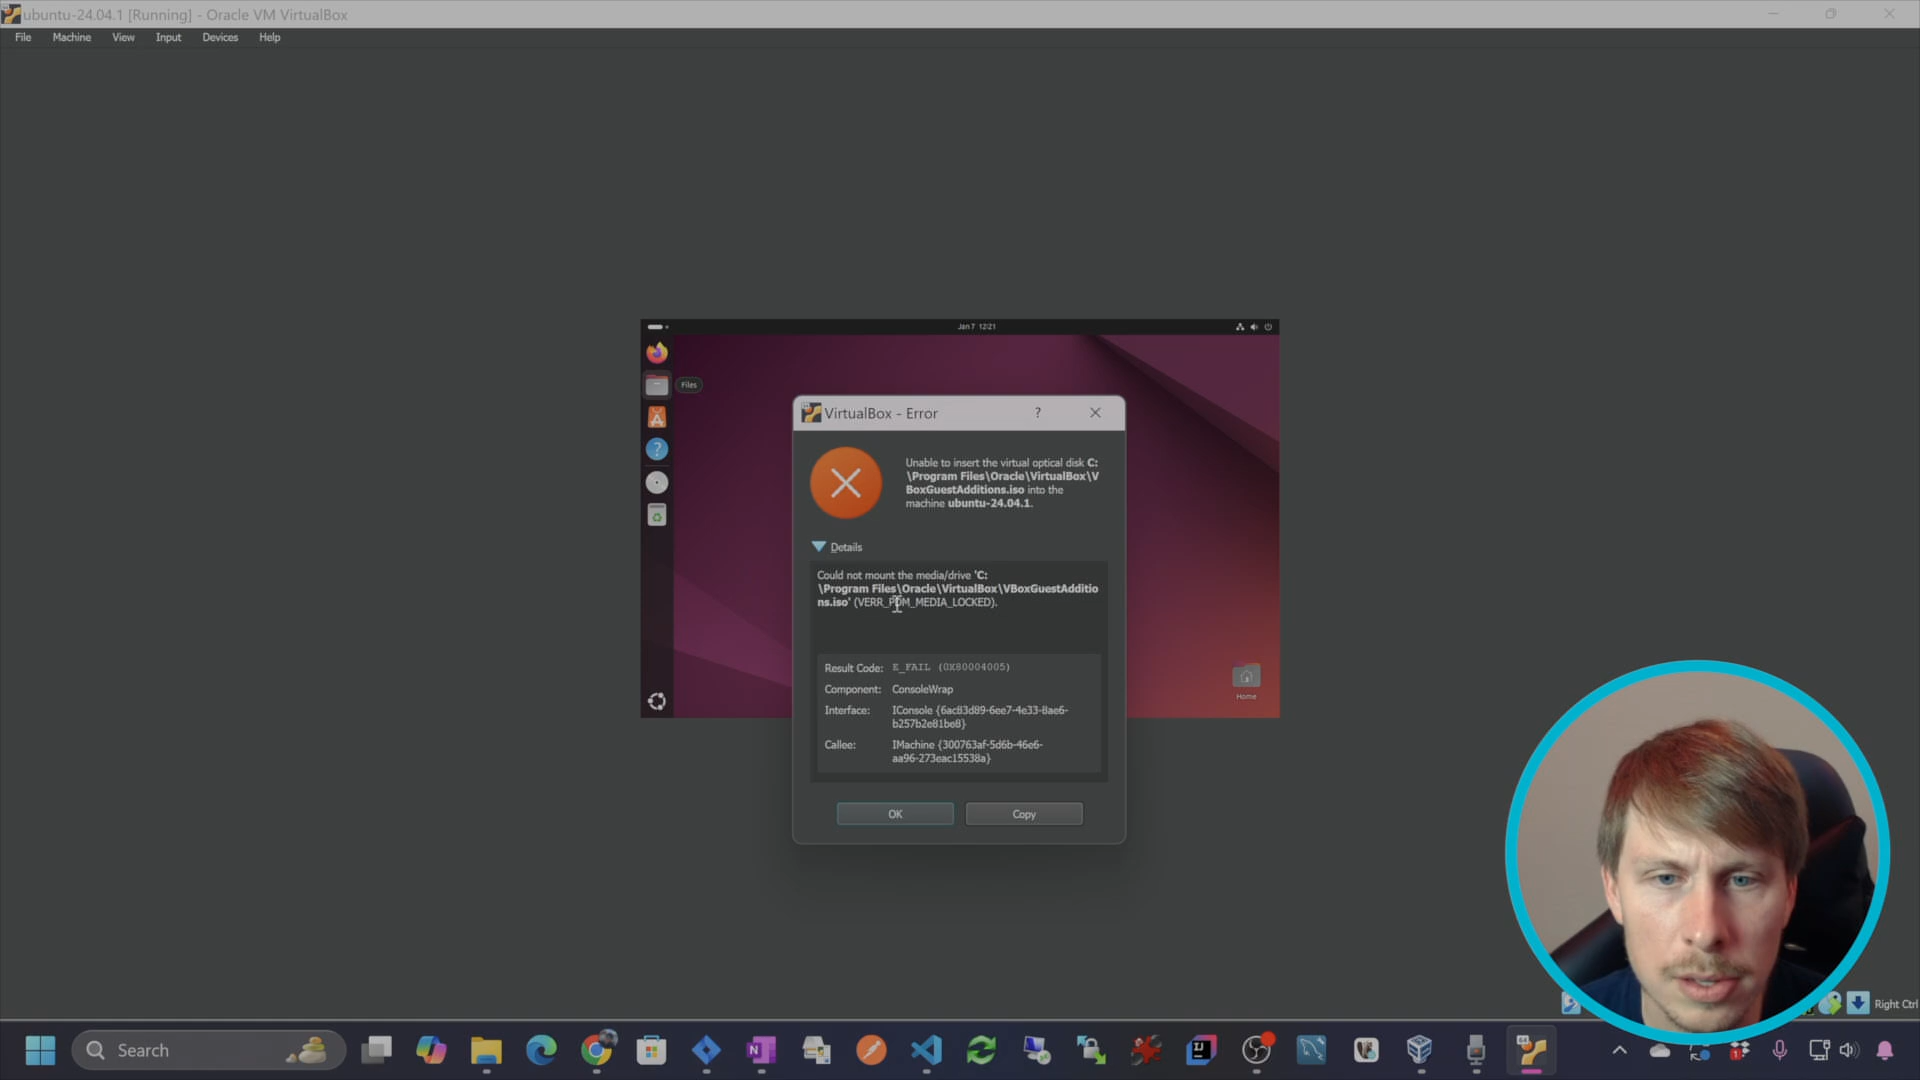 ubuntu-24.04.1 [Running] - Oracle VM VirtualBox
File Machine View Input Devices Help
Jan 7 12:21
Files
VirtualBox - Error
?
Unable to insert the virtual optical disk C:
\Program Files\Oracle\VirtualBox\V
BoxGuestAdditions.iso into the
machine ubuntu-24.04.1.
Details
Could not mount the media/drive 'C:
\Program Files\Oracle\VirtualBox\VBoxGuestAdditio
ns.iso' (VERR_PDM_MEDIA_LOCKED).
Result Code: E_FAIL (0X80004005)
Component: ConsoleWrap
Interface: IConsole {6ac83d89-6ee7-4e33-8ae6-
b257b2e81be8}
Callee: IMachine {300763af-5d6b-46e6-
aa96-273eac15538a}
OK Copy
Home
Right Ctrl
Search